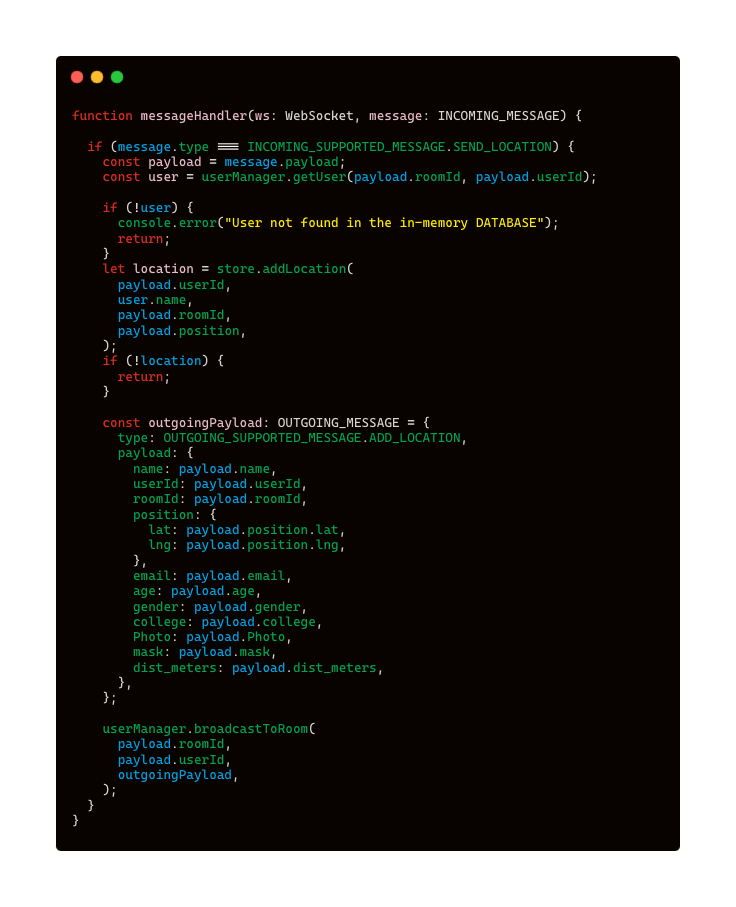 function messageHandler(ws: WebSocket, message: INCOMING_MESSAGE) {
if (message.type === INCOMING_SUPPORTED_MESSAGE.SEND_LOCATION) {
const payload = message.payload;
const user = userManager.getUser(payload.roomId, payload.userId);
if (!user) {
console.error("User not found in the in-memory DATABASE");
return;
}
let location = store.addLocation(
payload.userId,
user.name,
payload.roomId,
payload.position,
);
if (!location) {
return;
}
const outgoingPayload: OUTGOING_MESSAGE = {
type: OUTGOING_SUPPORTED_MESSAGE.ADD_LOCATION,
payload: {
name: payload.name,
userId: payload.userId,
roomId: payload.roomId,
position: {
lat: payload.position.lat,
lng: payload.position.lng,
},
email: payload.email,
age: payload.age,
gender: payload.gender,
college: payload.college,
Photo: payload.Photo,
mask: payload.mask,
dist_meters: payload.dist_meters,
},
};
userManager.broadcastToRoom(
payload.roomId,
payload.userId,
outgoingPayload,
);
}
}